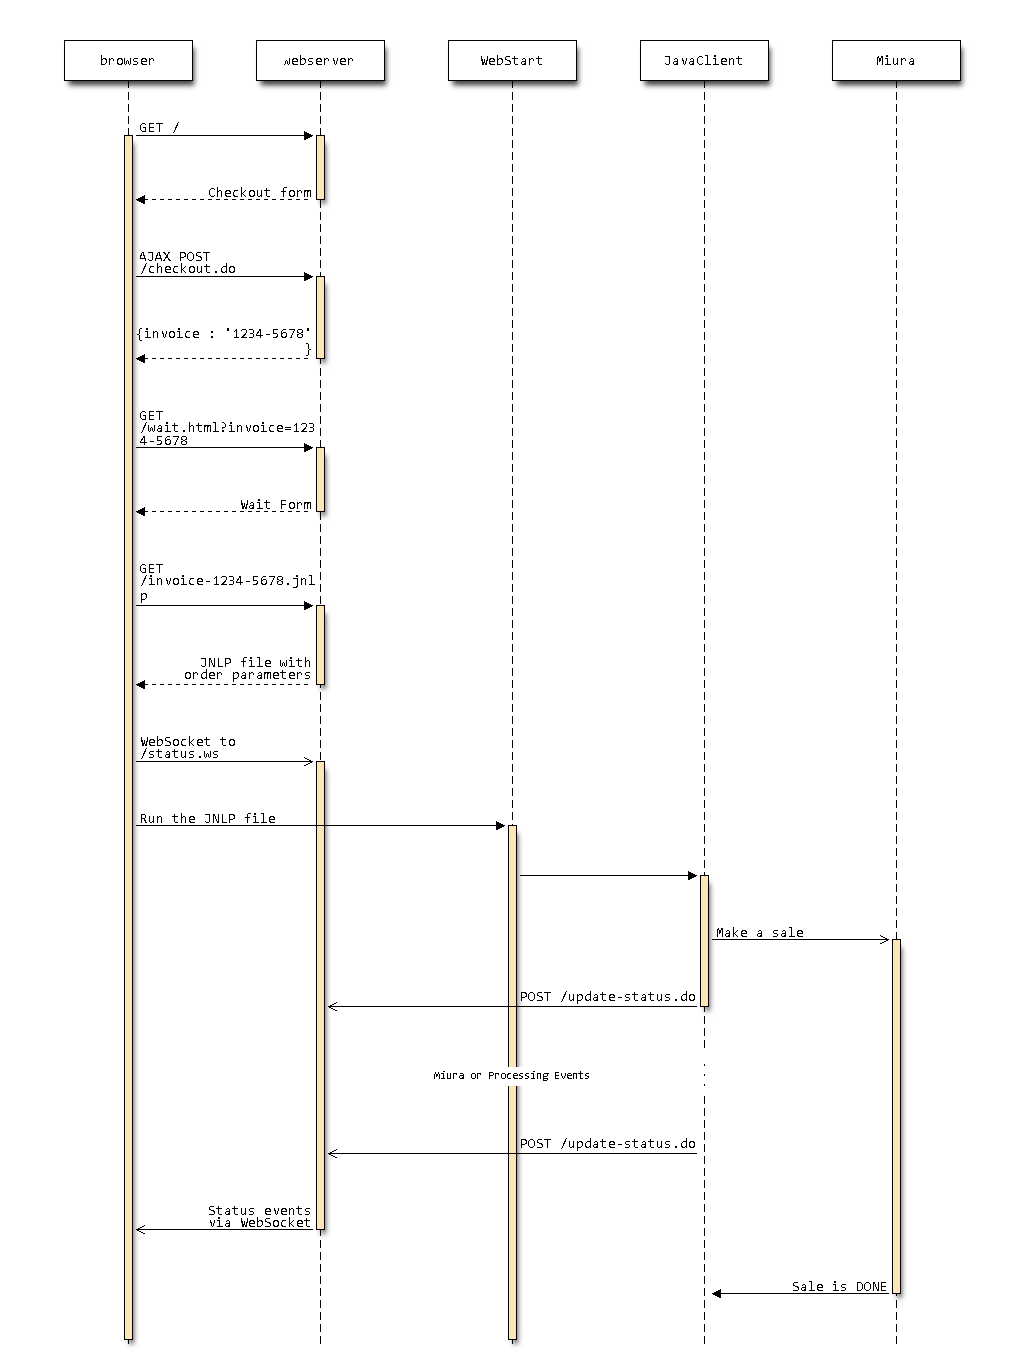 browser
webserver
WebStart
JavaClient
Miura
GET /
Checkout form
AJAX POST
/checkout.do
{invoice : '1234-5678'
}
GET
/wait.html?invoice=123
4-5678
Wait Form
GET
/invoice-1234-5678.jnl
p
JNLP file with
order parameters
WebSocket to
/status.ws
Run the JNLP file
Make a sale
POST /update-status.do
Miura or Processing Events
POST /update-status.do
Status events
via WebSocket
Sale is DONE